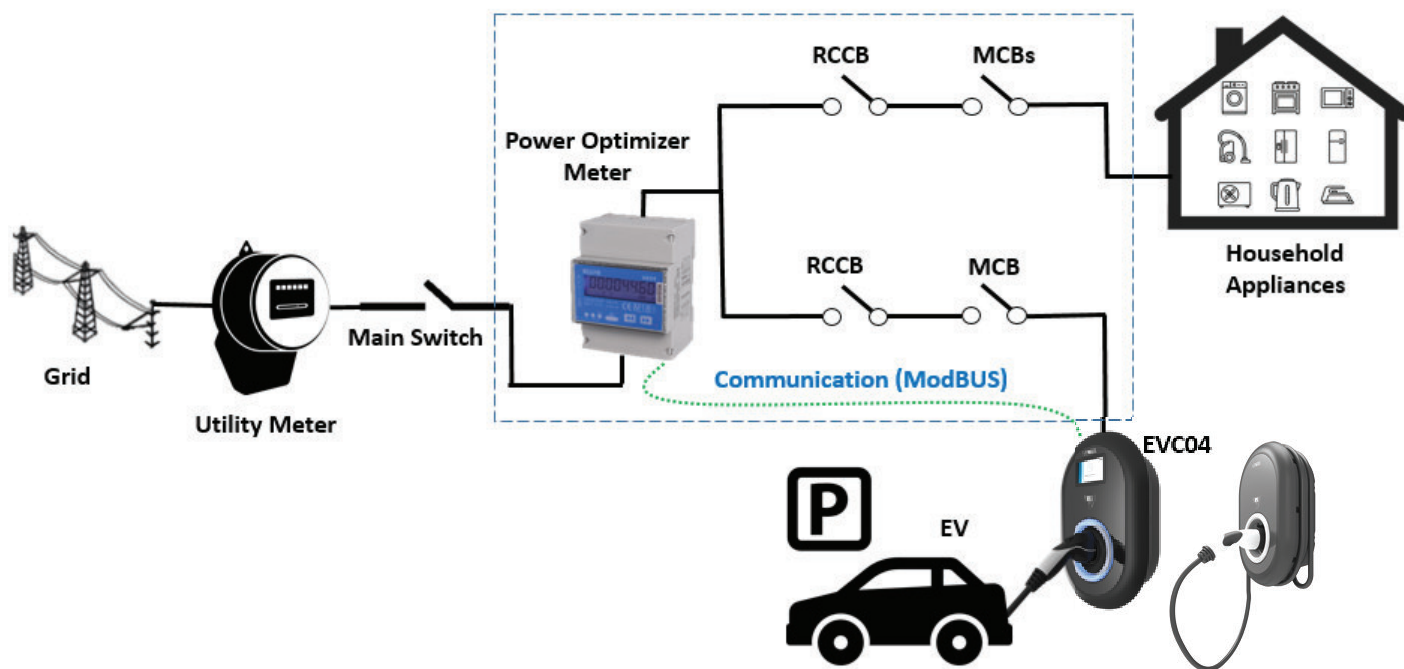 RCCB
MCBs
Power Optimizer
Meter
Household
Appliances
RCCB
MCB
Main Switch
Grid
Utility Meter
Communication (ModBUS)
EVC04
EV
P